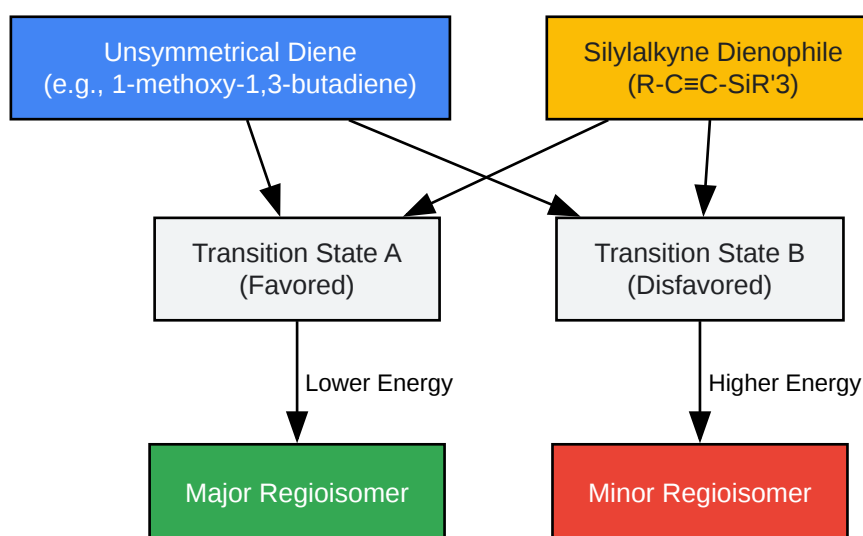 Unsymmetrical Diene
(e.g., 1-methoxy-1,3-butadiene)
Silylalkyne Dienophile
(R-C≡C-SiR'3)
Transition State A
(Favored)
Transition State B
(Disfavored)
Lower Energy
Higher Energy
Major Regioisomer
Minor Regioisomer